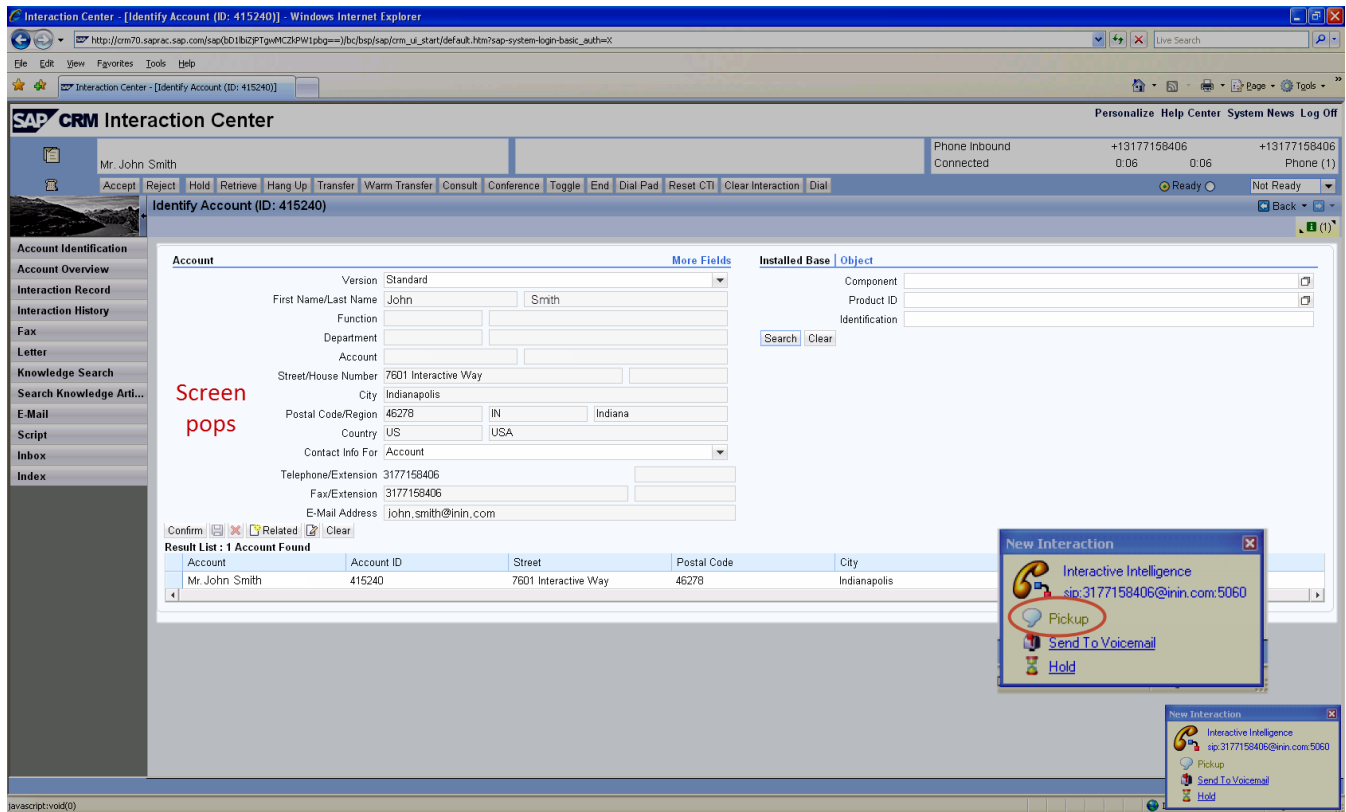 Interaction Center - [Identify Account (ID: 415240)] - Windows Internet Explorer
http://crm70.saprac.sap.com/sap(bD1lbiZjPTgwMCZkPW1pbg==)/bc/bsp/sap/crm_ui_start/default.htm?sap-system-login-basic_auth=X
Live Search
File Edit View Favorites Tools Help
Interaction Center - [Identify Account (ID: 415240)]
Page Tools
SAP CRM Interaction Center
Personalize Help Center System News Log Off
Mr. John Smith
Phone Inbound +13177158406 +13177158406
Connected 0:06 0:06 Phone (1)
Accept Reject Hold Retrieve Hang Up Transfer Warm Transfer Consult Conference Toggle End Dial Pad Reset CTI Clear Interaction Dial Ready Not Ready
Identify Account (ID: 415240) Back
(1)
Account Identification
Account Overview
Interaction Record
Interaction History
Fax
Letter
Knowledge Search
Search Knowledge Arti...
E-Mail
Script
Inbox
Index
Account More Fields
Version Standard
First Name/Last Name John Smith
Function
Department
Account
Street/House Number 7601 Interactive Way
City Indianapolis
Postal Code/Region 46278 IN Indiana
Country US USA
Contact Info For Account
Telephone/Extension 3177158406
Fax/Extension 3177158406
E-Mail Address john.smith@inin.com
Screen
pops
Installed Base Object
Component
Product ID
Identification
Search Clear
Confirm Related Clear
Result List : 1 Account Found
Account Account ID Street Postal Code City
Mr. John Smith 415240 7601 Interactive Way 46278 Indianapolis
New Interaction
Interactive Intelligence
sip:3177158406@inin.com:5060
Pickup
Send To Voicemail
Hold
New Interaction
Interactive Intelligence
sip:3177158406@inin.com:5060
Pickup
Send To Voicemail
Hold
javascript:void(0)